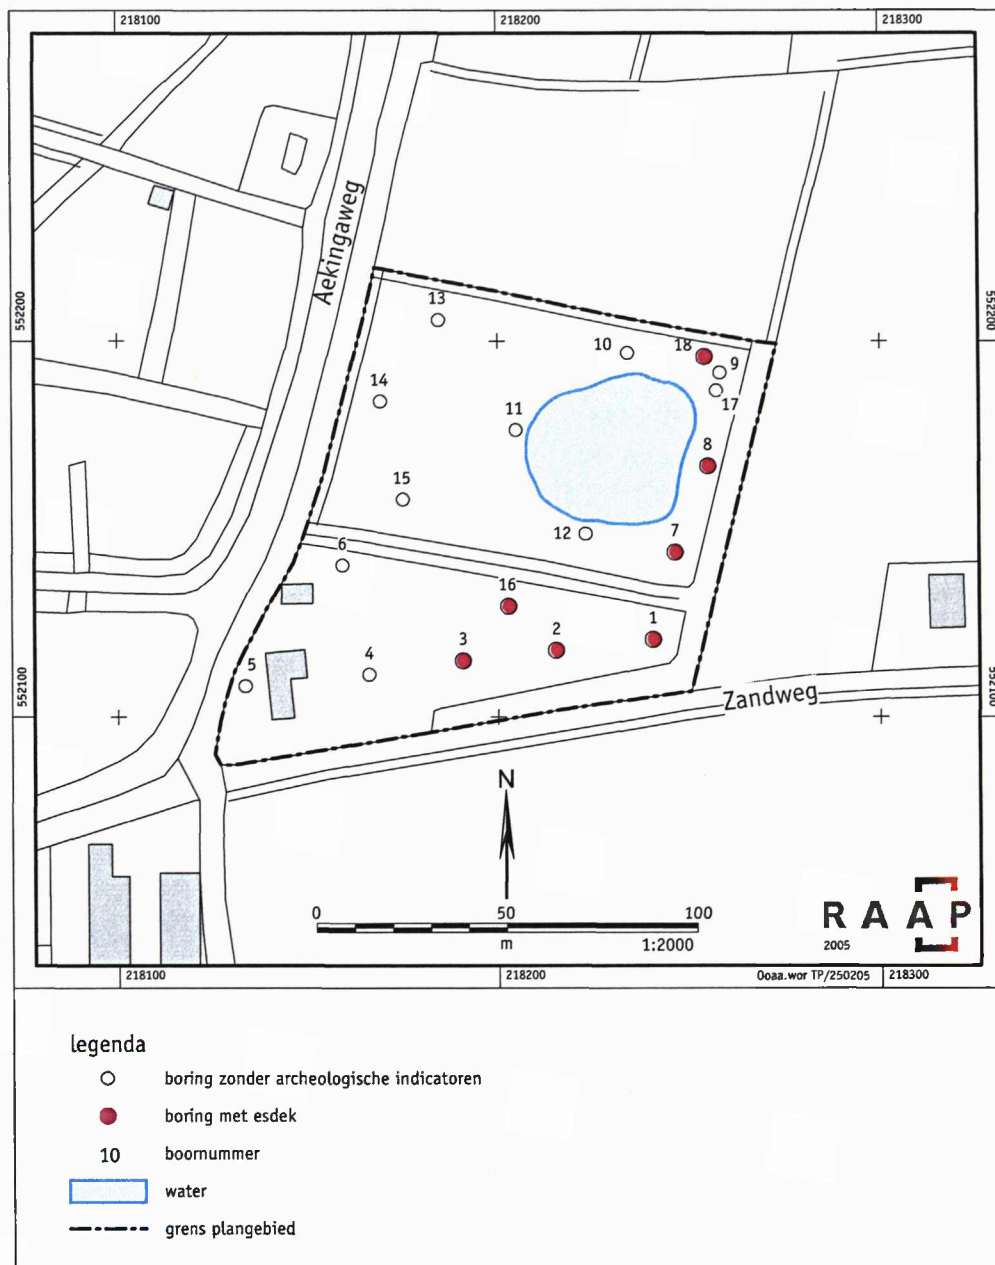 218100
218200
218300
552200
552200
Aekingaweg
13
10
18
9
14
11
17
8
15
12
7
6
16
1
2
3
4
5
552100
552100
Zandweg
N
0
50
100
m
1:2000
RAAP
2005
218100
218200
Ooaa.wor TP/250205
218300
legenda
boring zonder archeologische indicatoren
boring met esdek
10 boornummer
water
grens plangebied